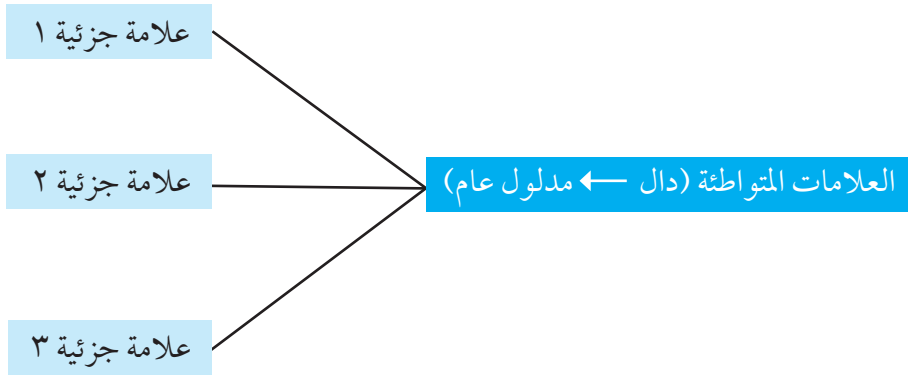 العلامات المتواطئة (دال ← مدلول عام)
علامة جزئية ١
علامة جزئية ٢
علامة جزئية ٣